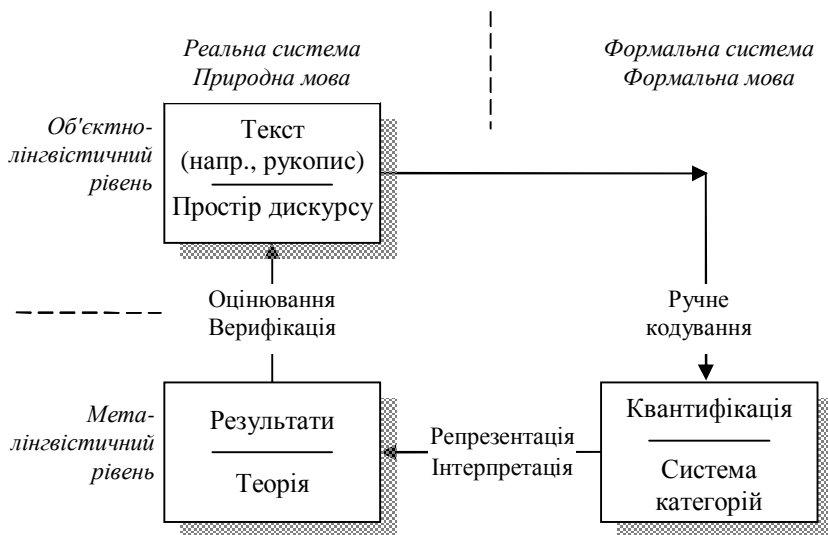 Реальна система
Природна мова
Формальна система
Формальна мова
Об'єктно-
лінгвістичний
рівень
Текст
(напр., рукопис)
Простір дискурсу
Оцінювання
Верифікація
Ручне
кодування
Мета-
лінгвістичний
рівень
Результати
Теорія
Репрезентація
Інтерпретація
Квантифікація
Система
категорій